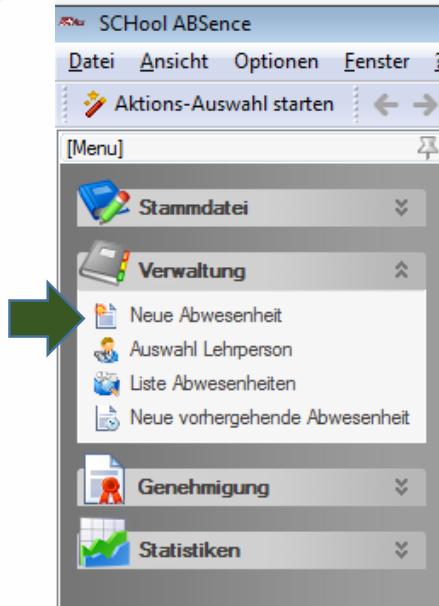 SCHool ABSence
Datei Ansicht Optionen Fenster ?
Aktions-Auswahl starten
[Menu]
Stammdatei
Verwaltung
Neue Abwesenheit
Auswahl Lehrperson
Liste Abwesenheiten
Neue vorhergehende Abwesenheit
Genehmigung
Statistiken